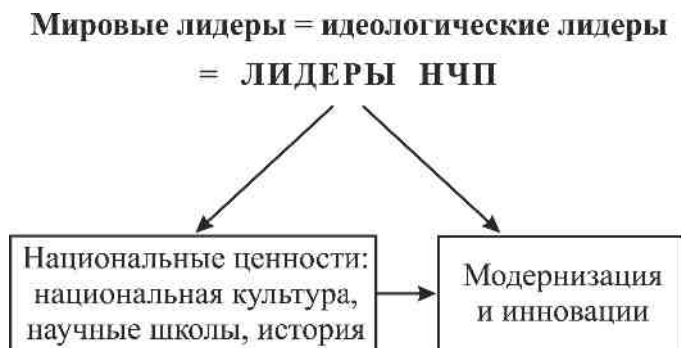 Мировые лидеры = идеологические лидеры
= ЛИДЕРЫ НЧП
Национальные ценности:
национальная культура,
научные школы, история
Модернизация
и инновации